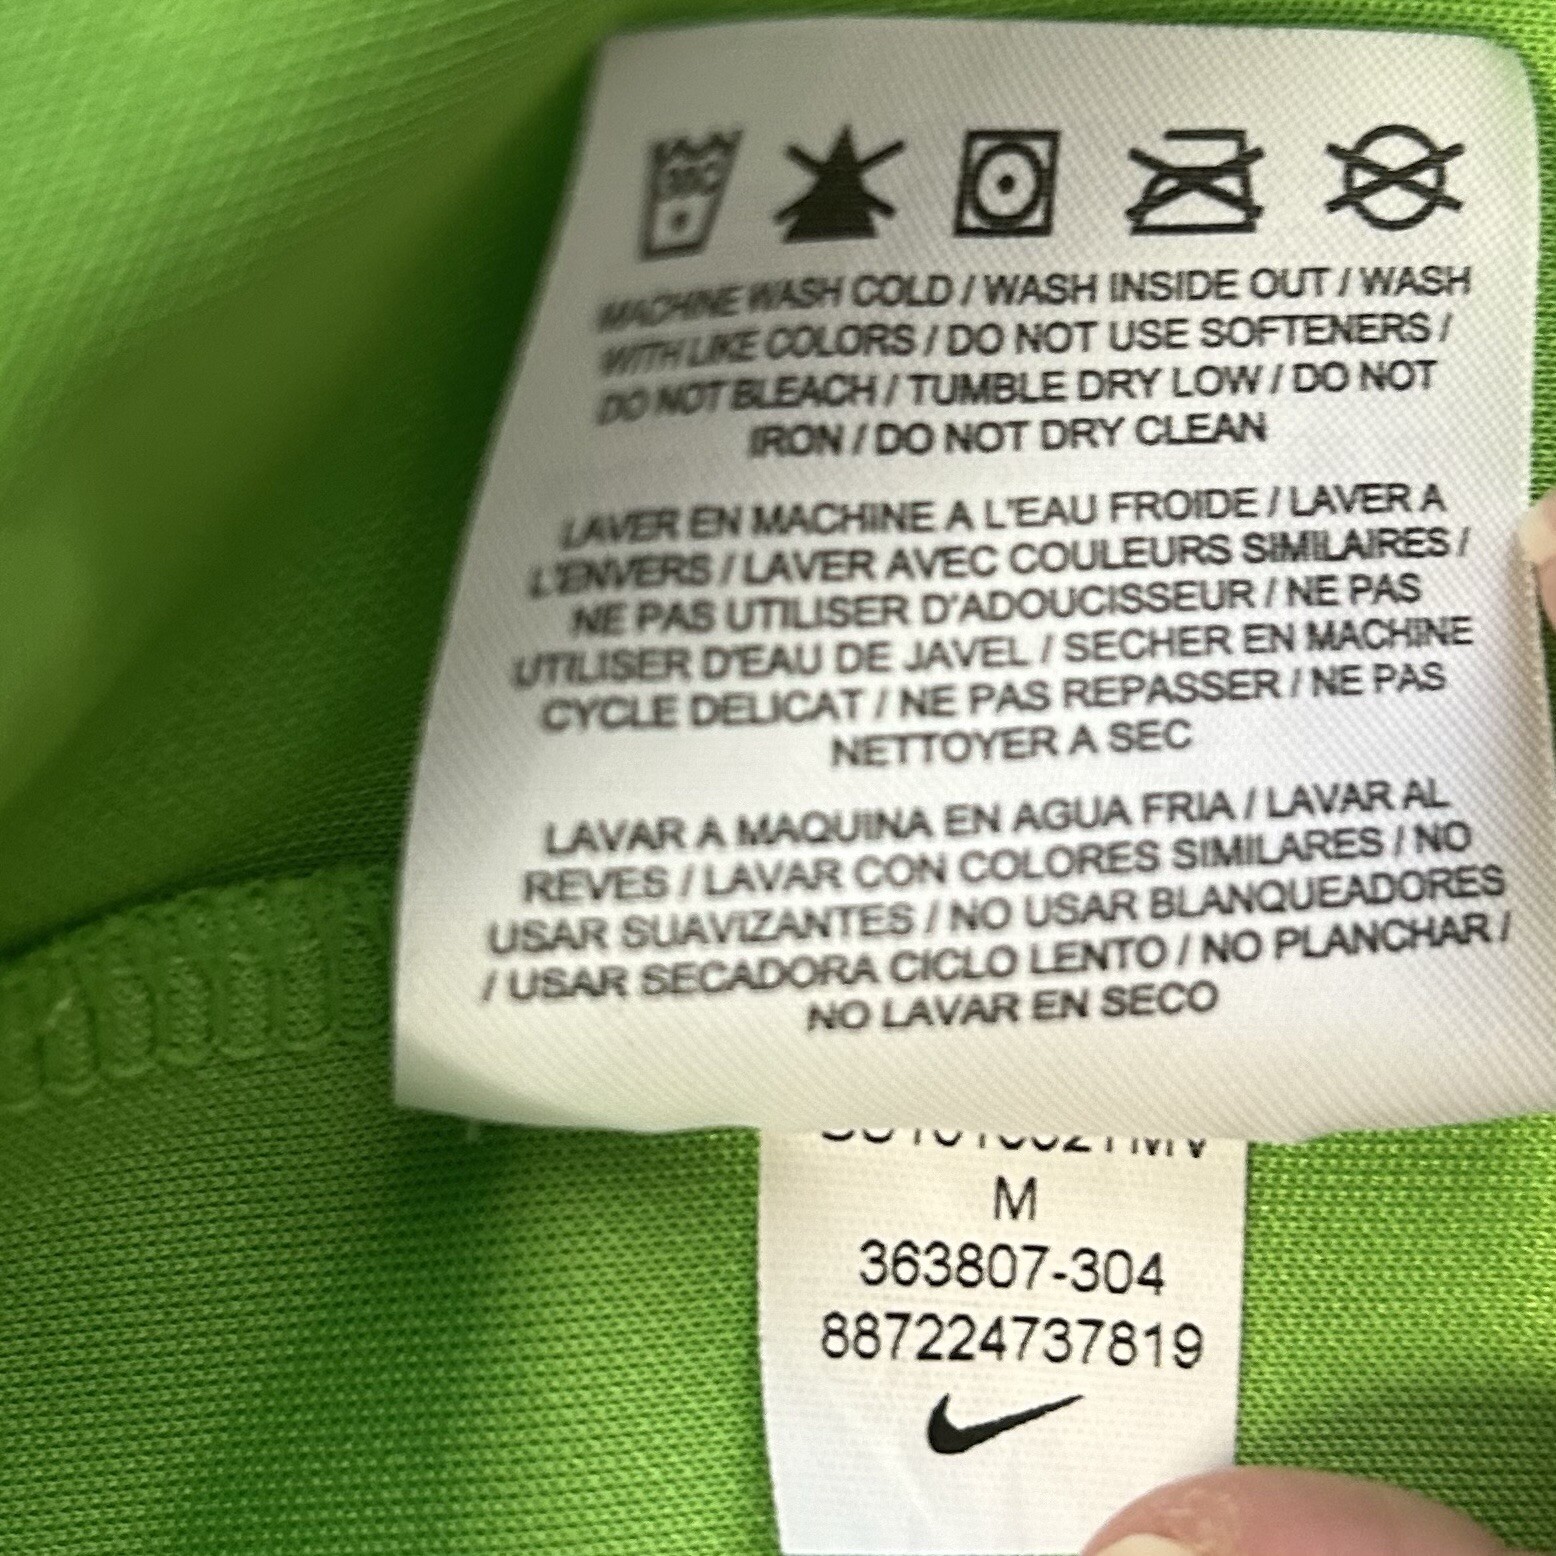 30C
MACHINE WASH COLD / WASH INSIDE OUT / WASH
WITH LIKE COLORS / DO NOT USE SOFTENERS /
DO NOT BLEACH / TUMBLE DRY LOW / DO NOT
IRON / DO NOT DRY CLEAN
LAVER EN MACHINE A L'EAU FROIDE / LAVER A
L'ENVERS / LAVER AVEC COULEURS SIMILAIRES /
NE PAS UTILISER D'ADOUCISSEUR / NE PAS
UTILISER D'EAU DE JAVEL / SECHER EN MACHINE
CYCLE DELICAT / NE PAS REPASSER / NE PAS
NETTOYER A SEC
LAVAR A MAQUINA EN AGUA FRIA / LAVAR AL
REVES / LAVAR CON COLORES SIMILARES / NO
USAR SUAVIZANTES / NO USAR BLANQUEADORES
/ USAR SECADORA CICLO LENTO / NO PLANCHAR /
NO LAVAR EN SECO
M
363807-304
887224737819